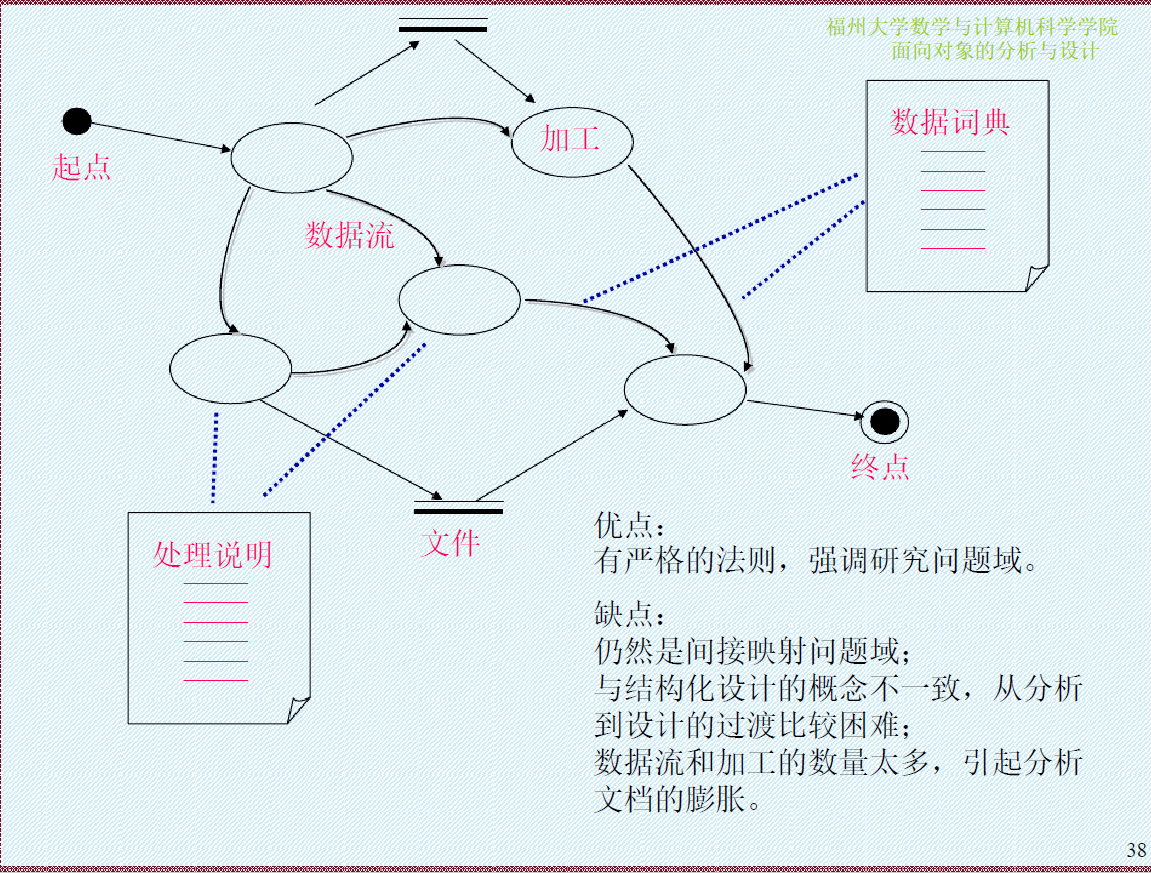 福州大学数学与计算机科学学院
面向对象的分析与设计
数据词典
加工
起点
数据流
终点
文件
处理说明
优点：
有严格的法则，强调研究问题域。
缺点：
仍然是间接映射问题域；
与结构化设计的概念不一致，从分析
到设计的过渡比较困难；
数据流和加工的数量太多，引起分析
文档的膨胀。
38